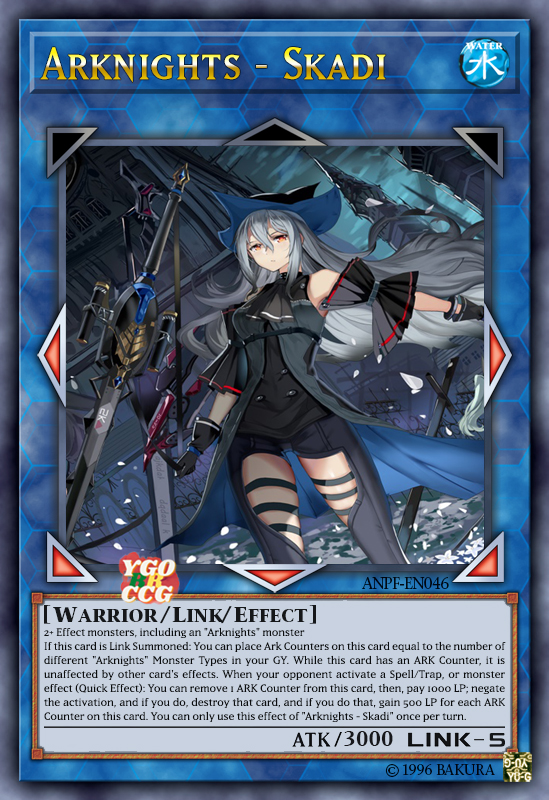 Arknights - Skadi
WATER
水
ANPF-EN046
YGO
CCG
[Warrior/Link/Effect]
2+ Effect monsters, including an "Arknights" monster
If this card is Link Summoned: You can place Ark Counters on this card equal to the number of
different "Arknights" Monster Types in your GY. While this card has an ARK Counter, it is
unaffected by other card's effects. When your opponent activate a Spell/Trap, or monster
effect (Quick Effect): You can remove 1 ARK Counter from this card, then, pay 1000 LP; negate
the activation, and if you do, destroy that card, and if you do that, gain 500 LP for each ARK
Counter on this card. You can only use this effect of "Arknights - Skadi" once per turn.
ATK/3000 LINK-5
© 1996 BAKURA
YU-G